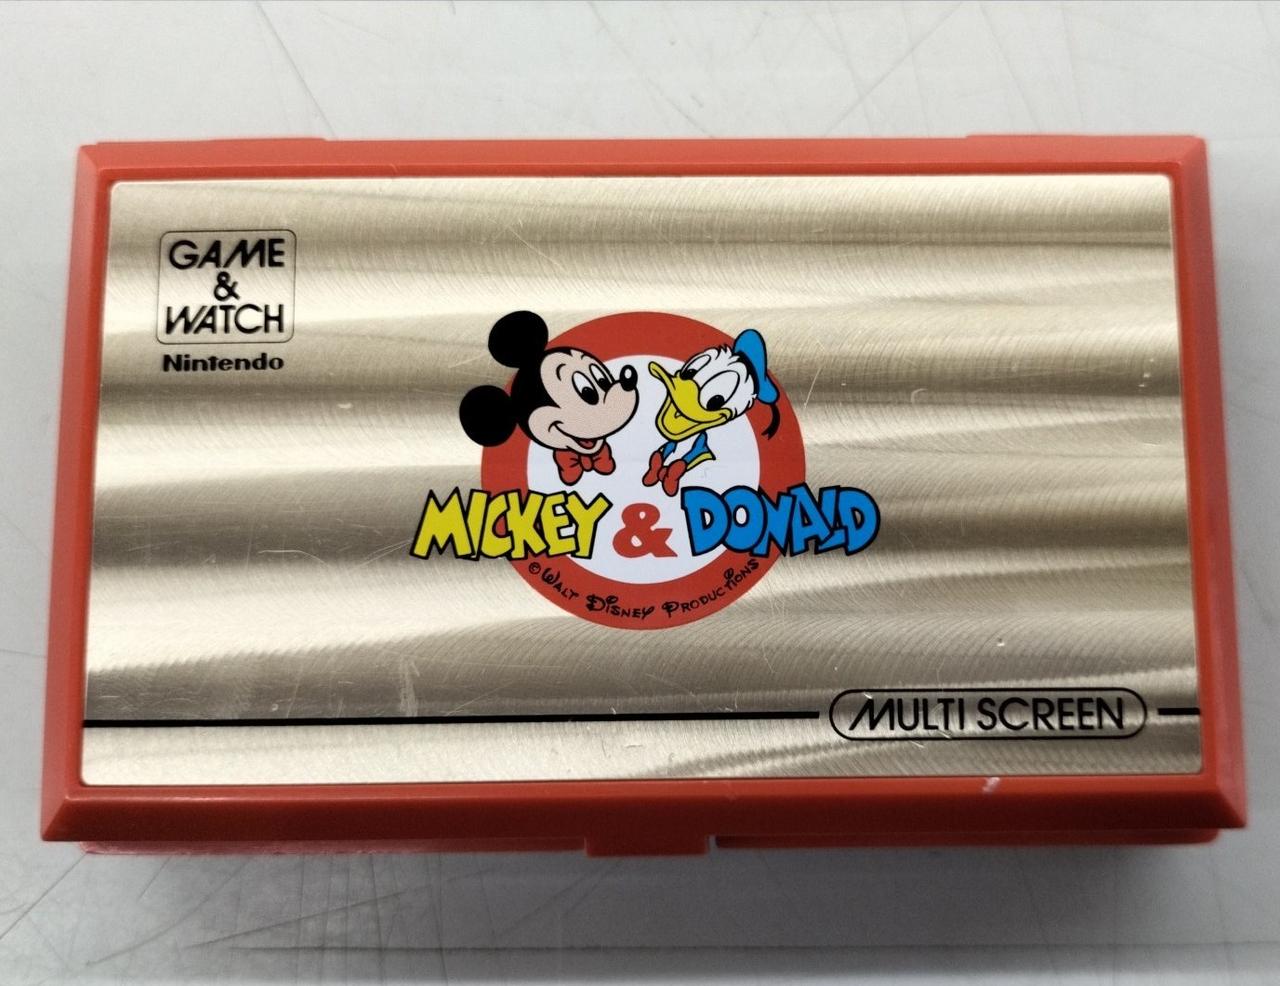 GAME
&
WATCH
Nintendo
MICKEY & DONALD
© WALT DISNEY PRODUCTIONS
MULTI SCREEN